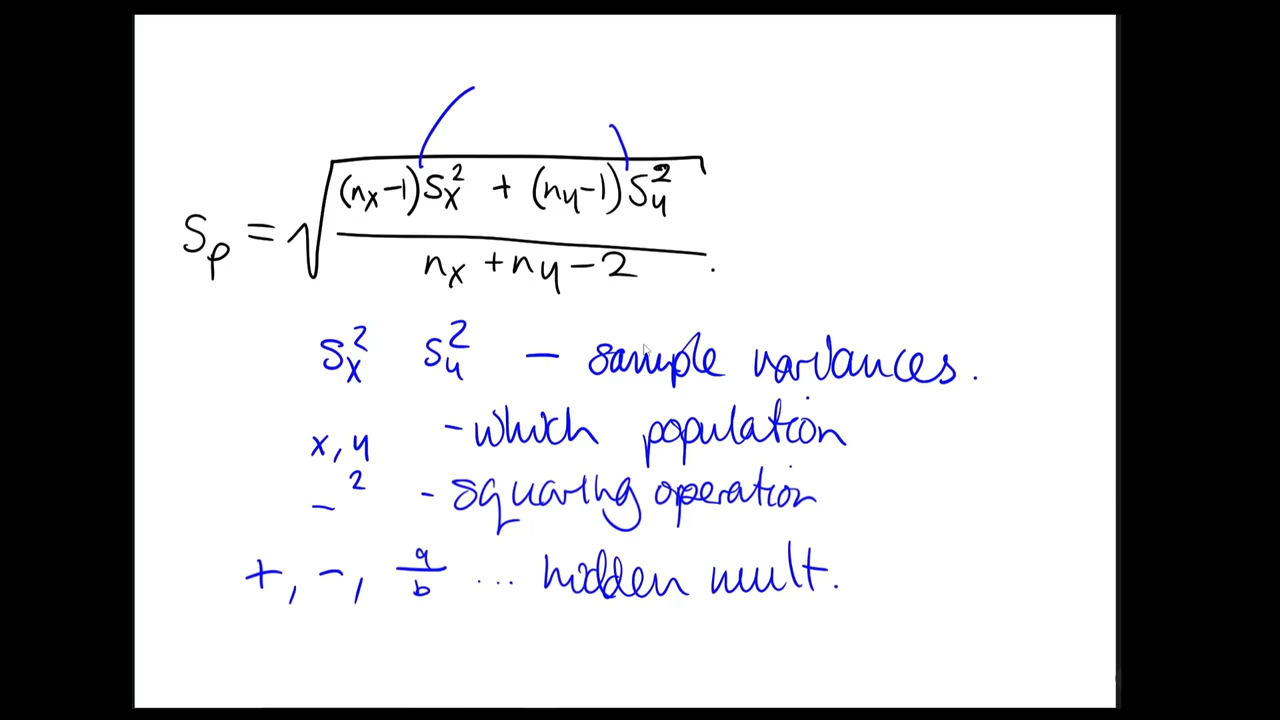 Sp = √((nx-1)Sx² + (ny-1)Sy²)/(nx + ny - 2).
Sx² Sy² - sample variances.
x, y - which population
–² - squaring operation
+, -, a/b ... hidden mult.